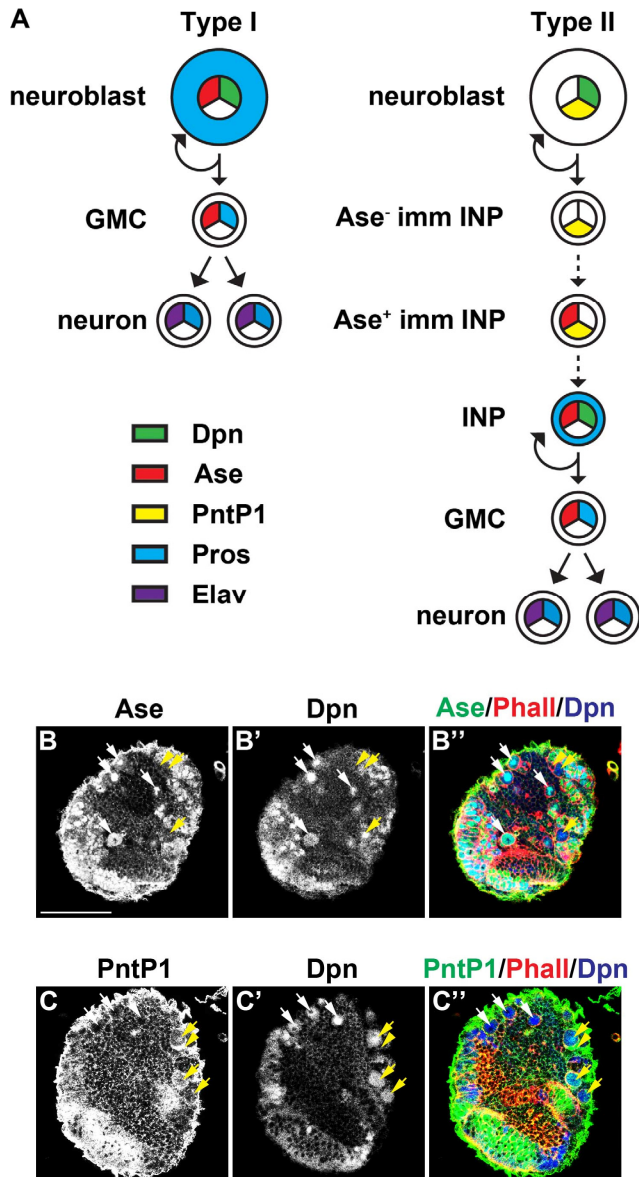 A
Type I
Type II
neuroblast
neuroblast
GMC
Ase⁻ imm INP
neuron
Ase⁺ imm INP
INP
GMC
neuron
Dpn
Ase
PntP1
Pros
Elav
Ase
Dpn
Ase/Phall/Dpn
B
B'
B''
PntP1
Dpn
PntP1/Phall/Dpn
C
C'
C''